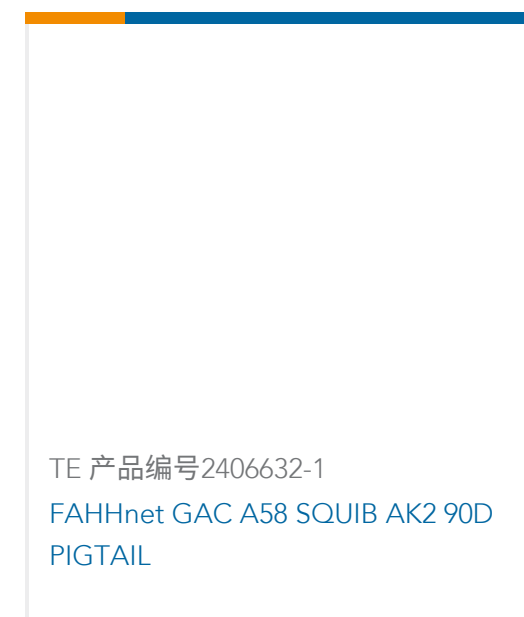 TE 产品编号2406632-1
FAHHnet GAC A58 SQUIB AK2 90D
PIGTAIL